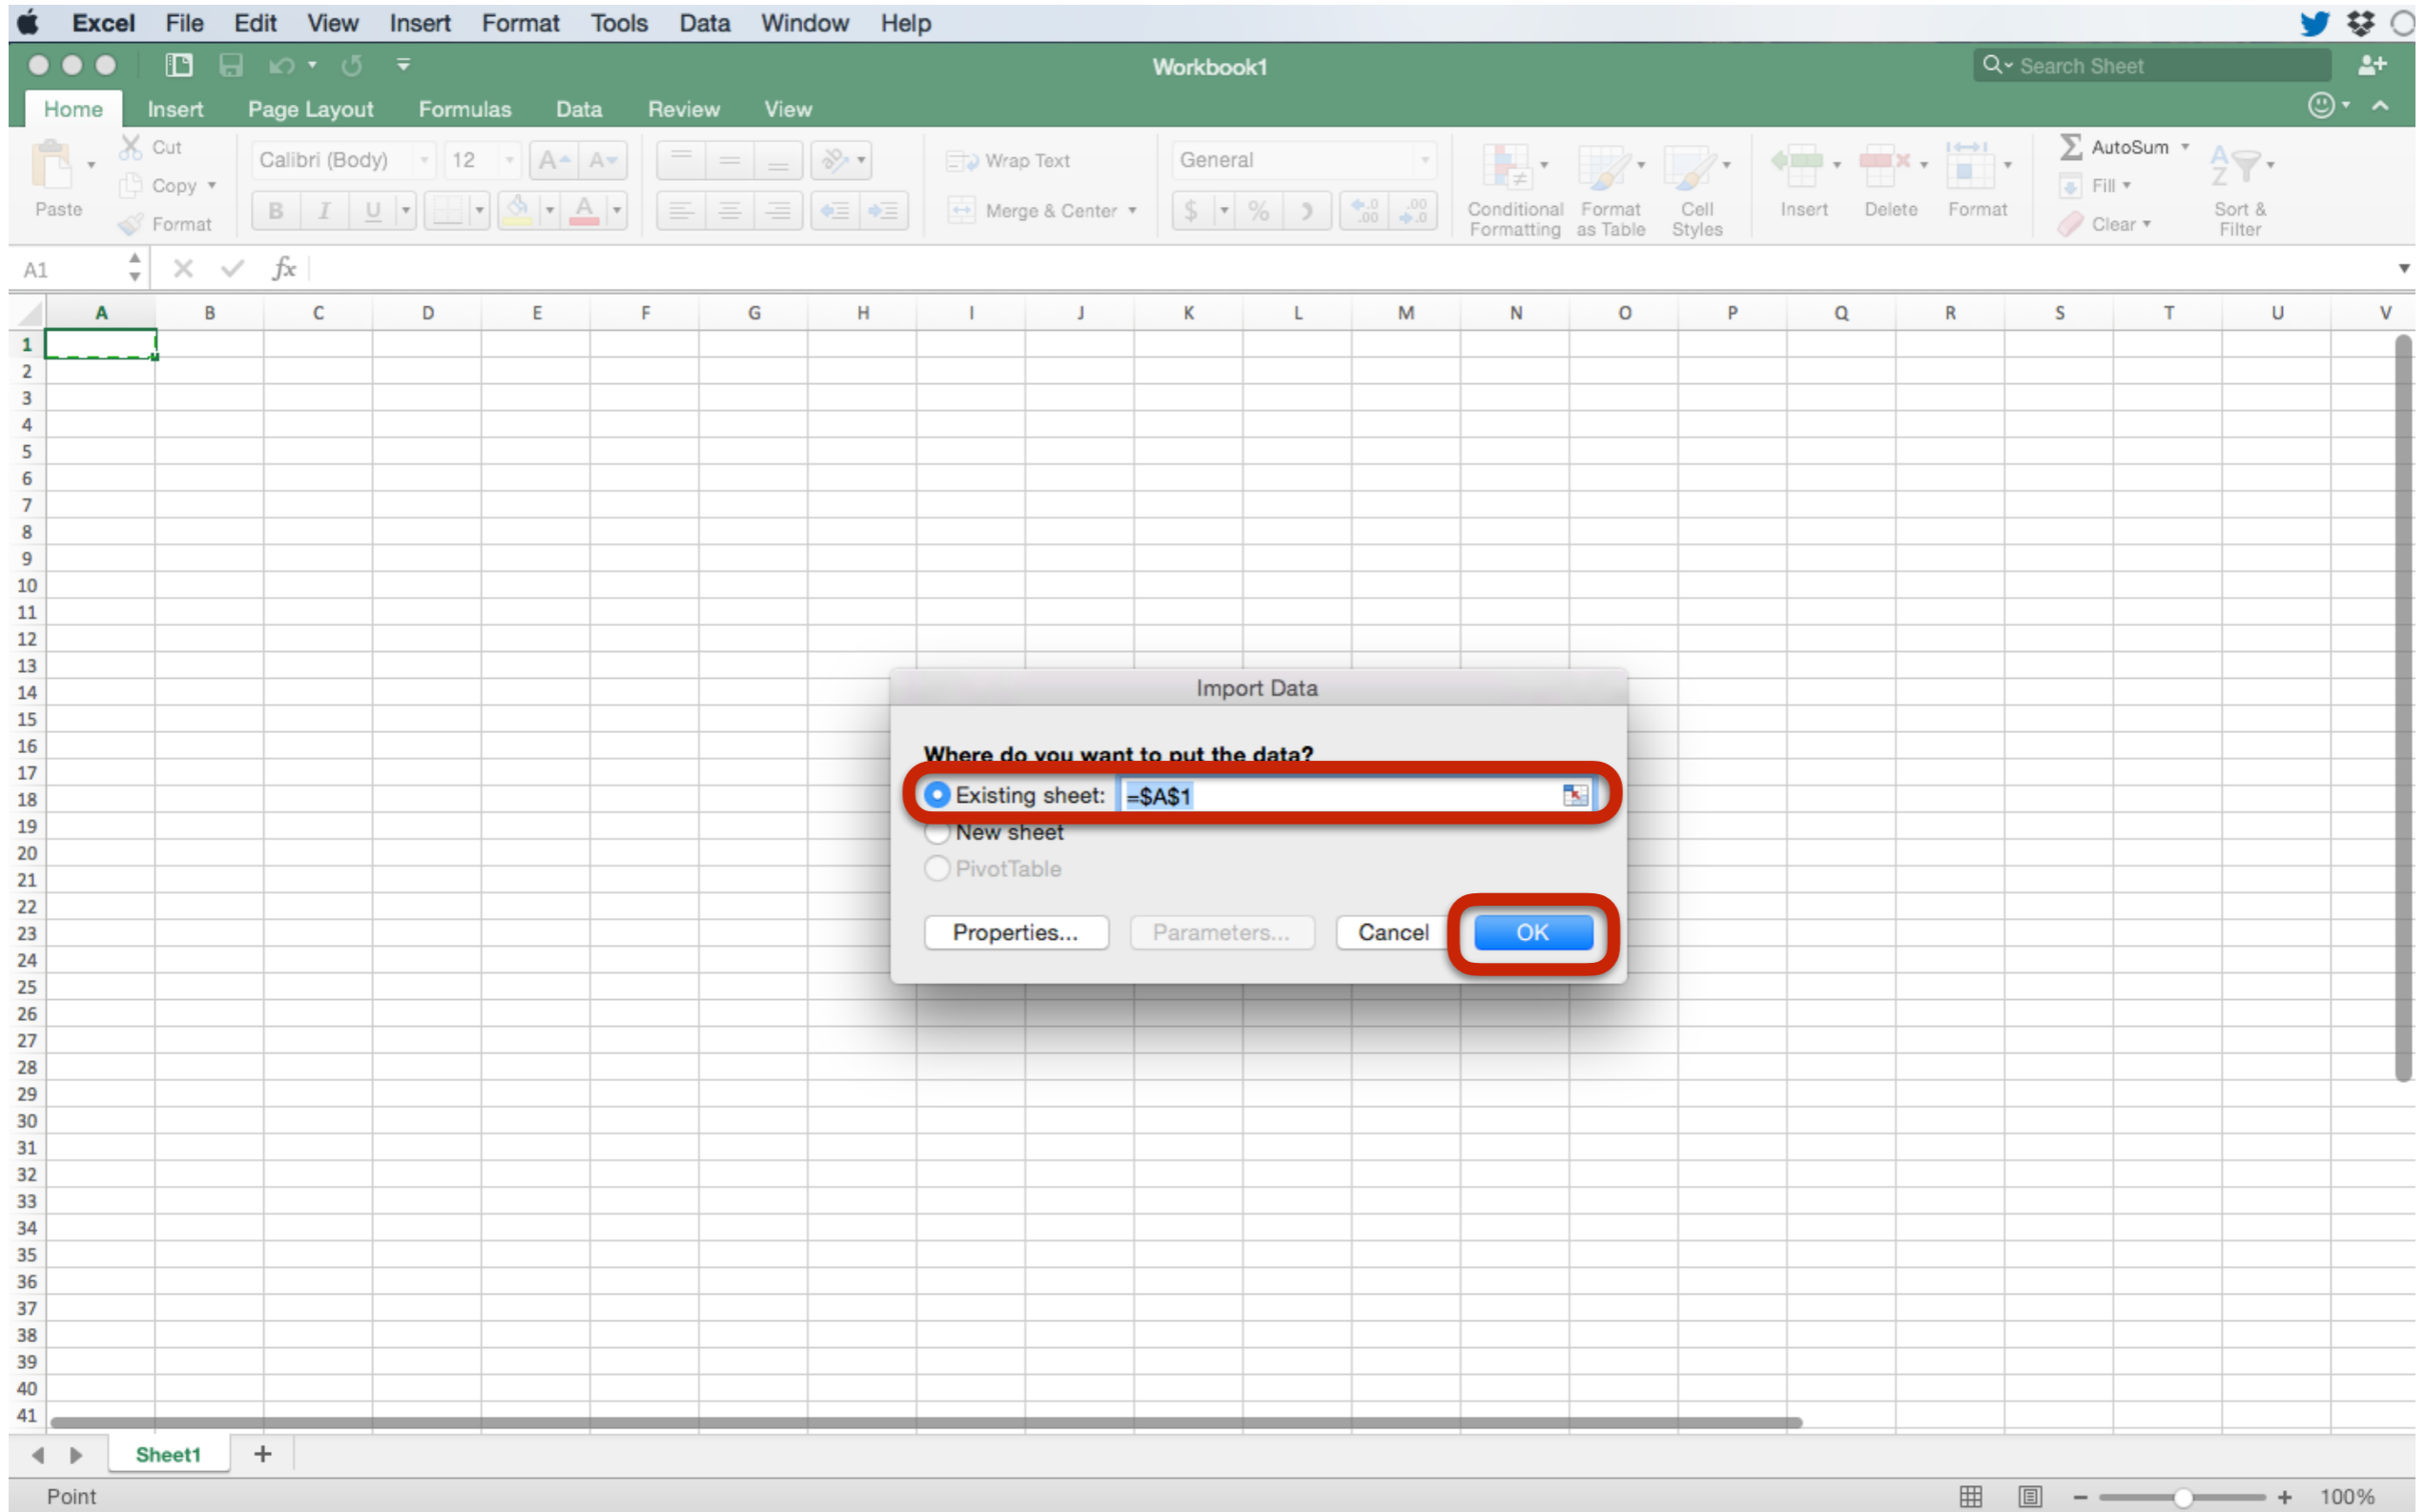 Excel File Edit View Insert Format Tools Data Window Help
Workbook1
Search Sheet
Home Insert Page Layout Formulas Data Review View
Cut
Calibri (Body) 12 A A
Wrap Text
General
AutoSum
Copy
Fill
Paste
Format
B I U A
Merge & Center
$ % )
.0 .00
.00 .0
Conditional Formatting
Format as Table
Cell Styles
Insert
Delete
Format
Clear
Sort & Filter
A1
fx
A B C D E F G H I J K L M N O P Q R S T U V
1
2
3
4
5
6
7
8
9
10
11
12
13
14
15
16
17
18
19
20
21
22
23
24
25
26
27
28
29
30
31
32
33
34
35
36
37
38
39
40
41
Import Data
Where do you want to put the data?
Existing sheet: =$A$1
New sheet
PivotTable
Properties... Parameters... Cancel OK
Sheet1 +
Point
100%